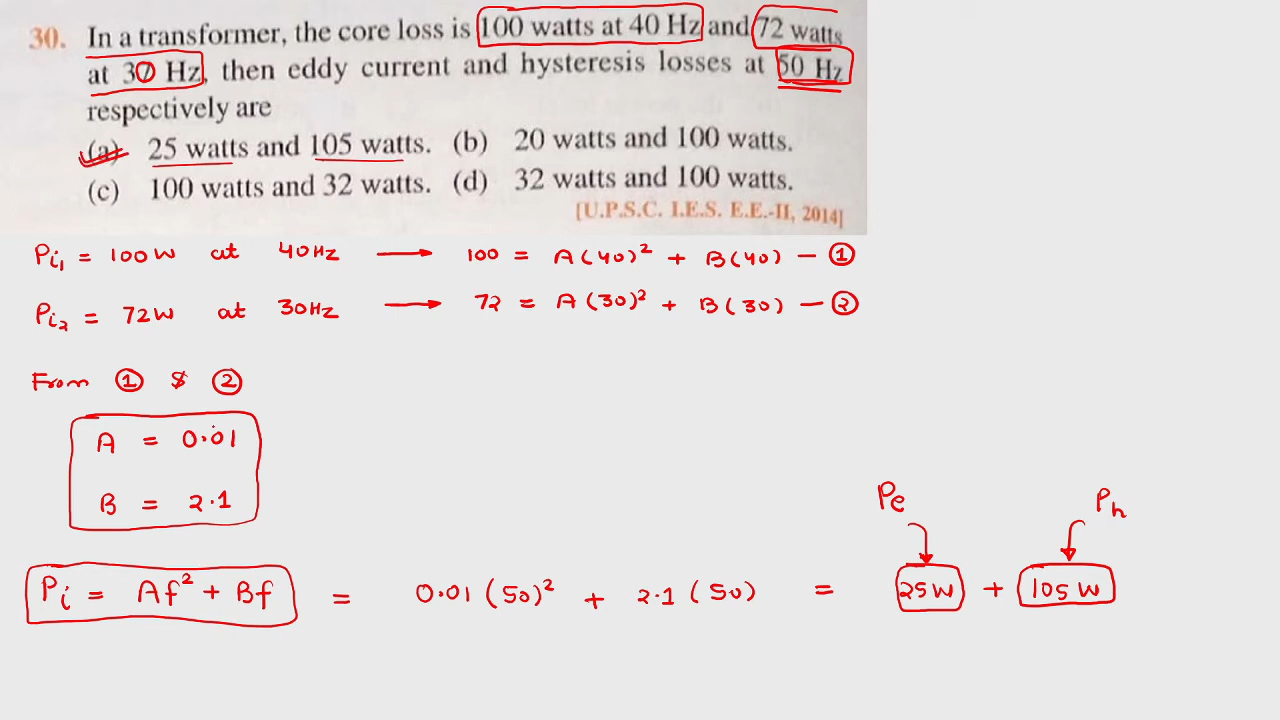 30. In a transformer, the core loss is 100 watts at 40 Hz and 72 watts
at 30 Hz, then eddy current and hysteresis losses at 50 Hz
respectively are
(a) 25 watts and 105 watts. (b) 20 watts and 100 watts.
(c) 100 watts and 32 watts. (d) 32 watts and 100 watts.
[U.P.S.C. I.E.S. E.E.-II, 2014]
Pi₁ = 100W at 40Hz ⟶ 100 = A(40)² + B(40) — ①
Pi₂ = 72W at 30Hz ⟶ 72 = A(30)² + B(30) — ②
From ① & ②
A = 0.01
B = 2.1
Pe Ph
Pi = Af² + Bf = 0.01(50)² + 2.1(50) = 25W + 105W